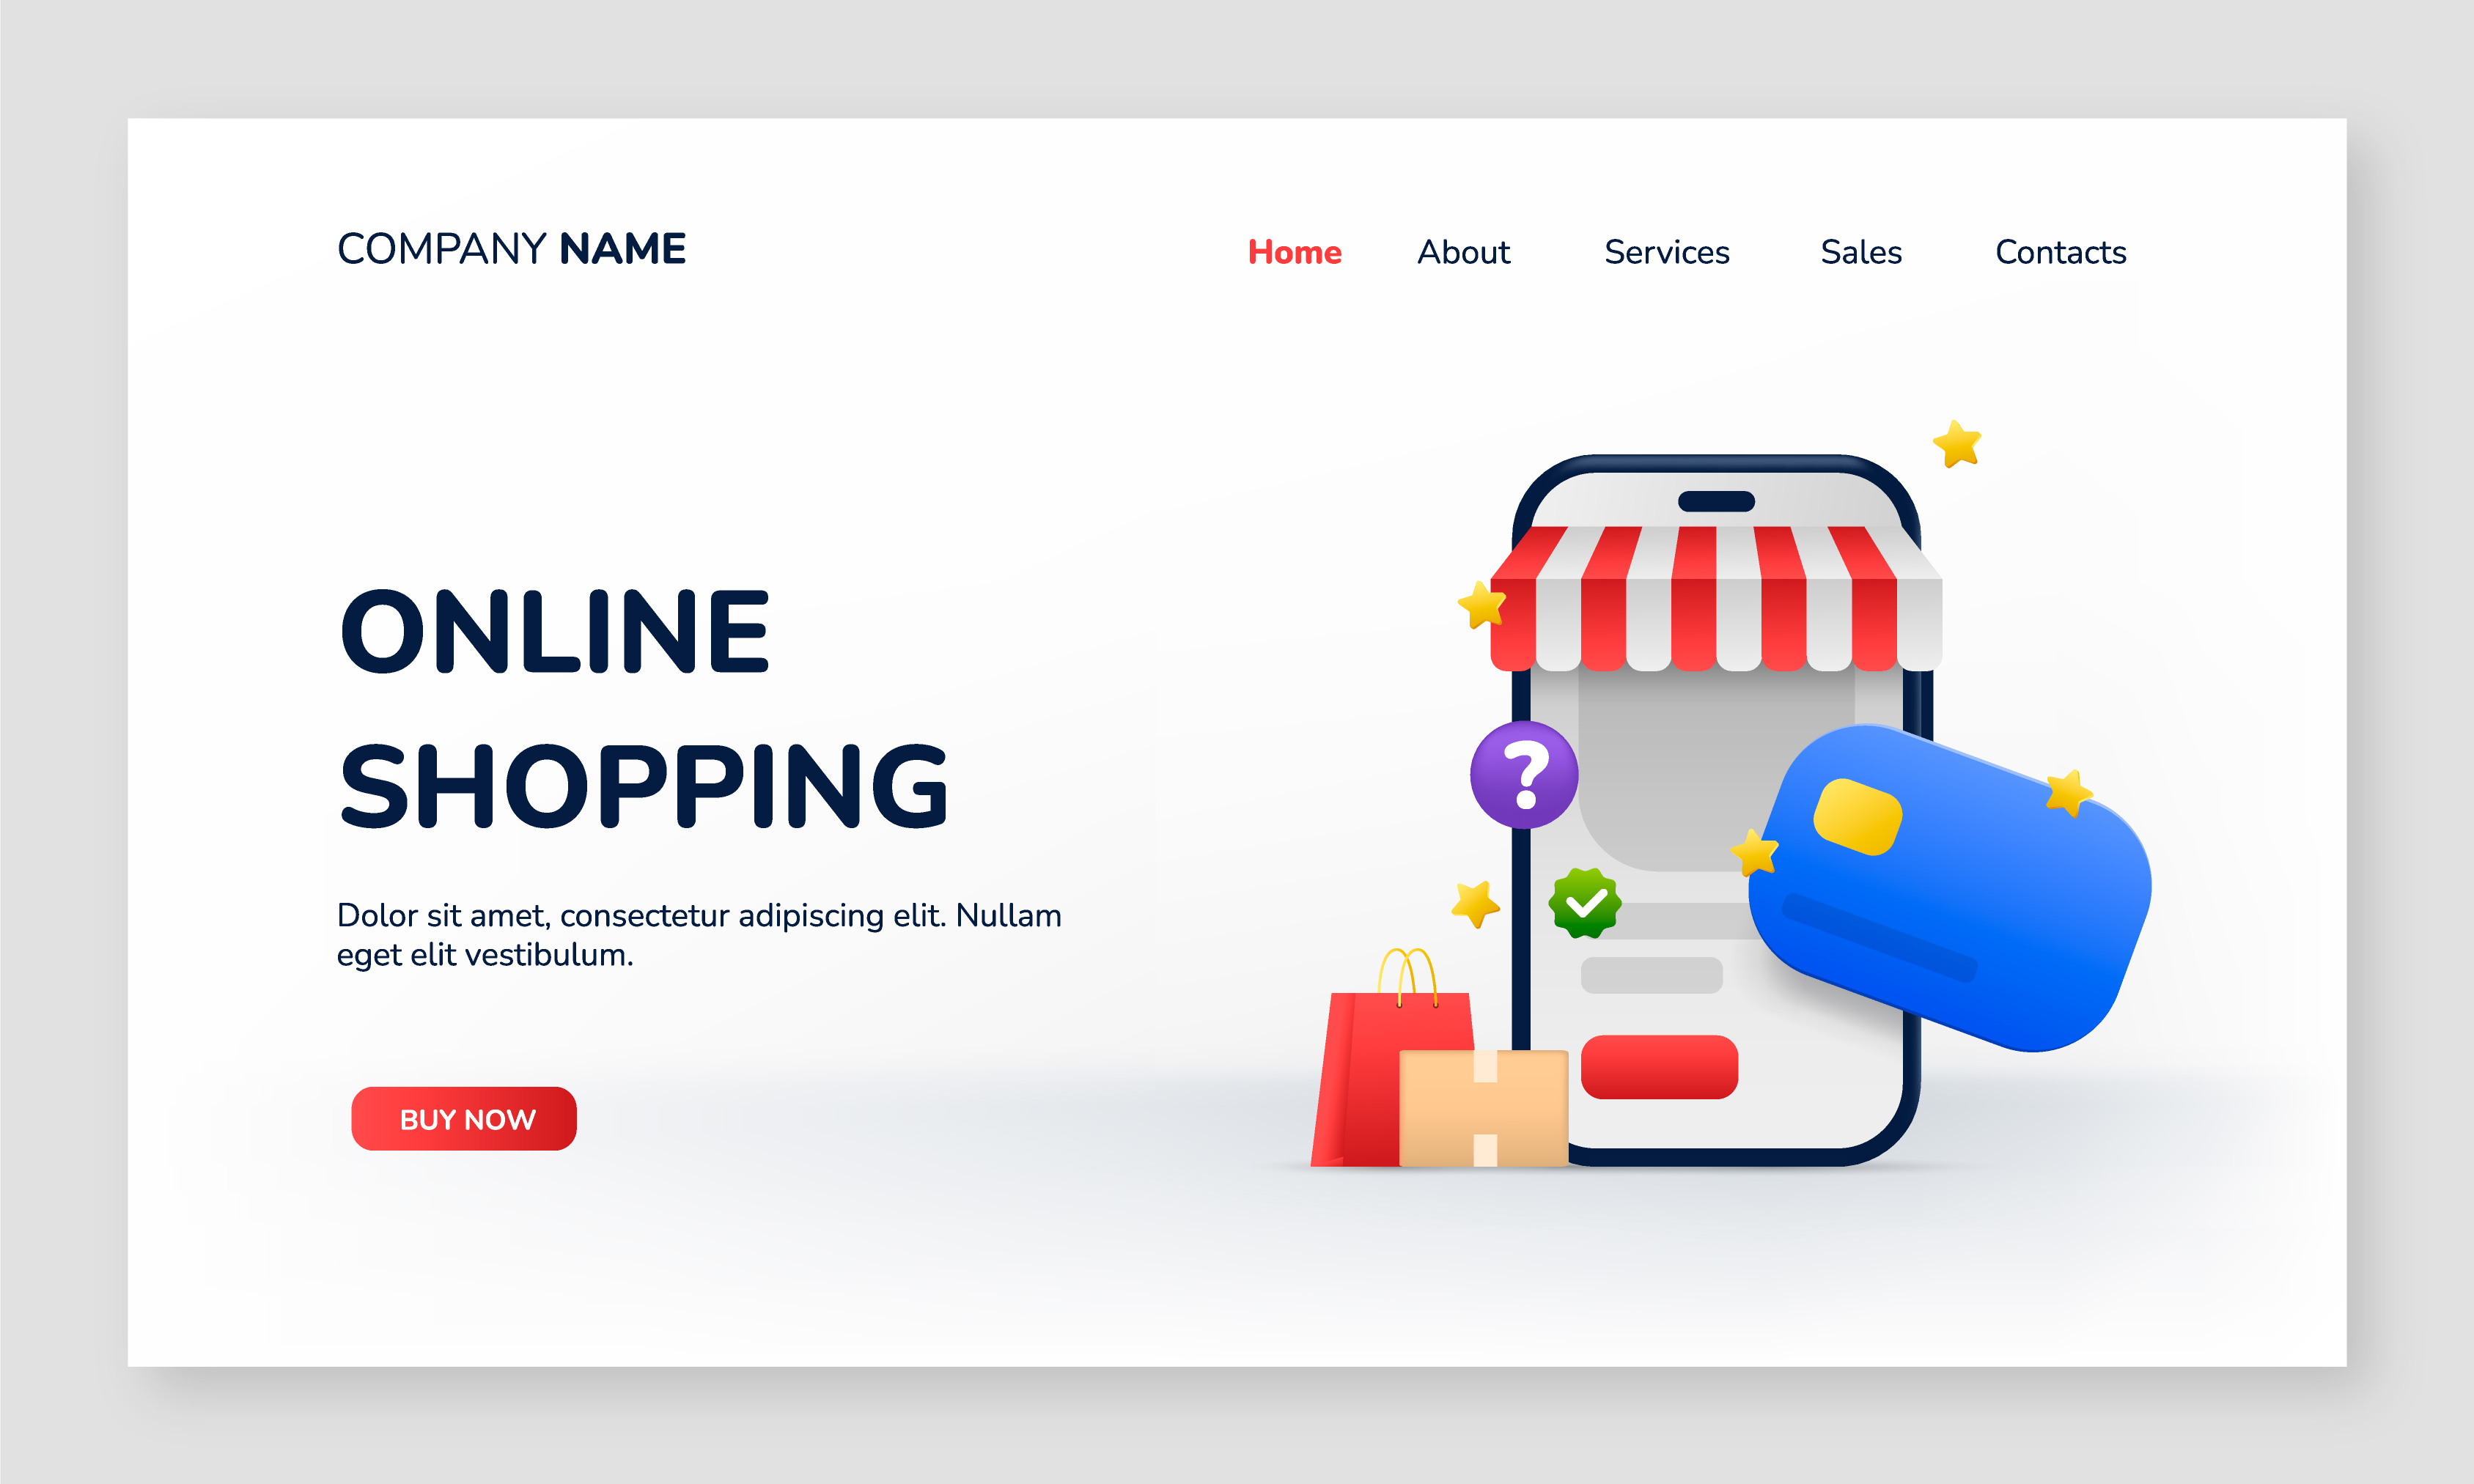 COMPANY NAME
Home About Services Sales Contacts
ONLINE
SHOPPING
Dolor sit amet, consectetur adipiscing elit. Nullam
eget elit vestibulum.
BUY NOW
?